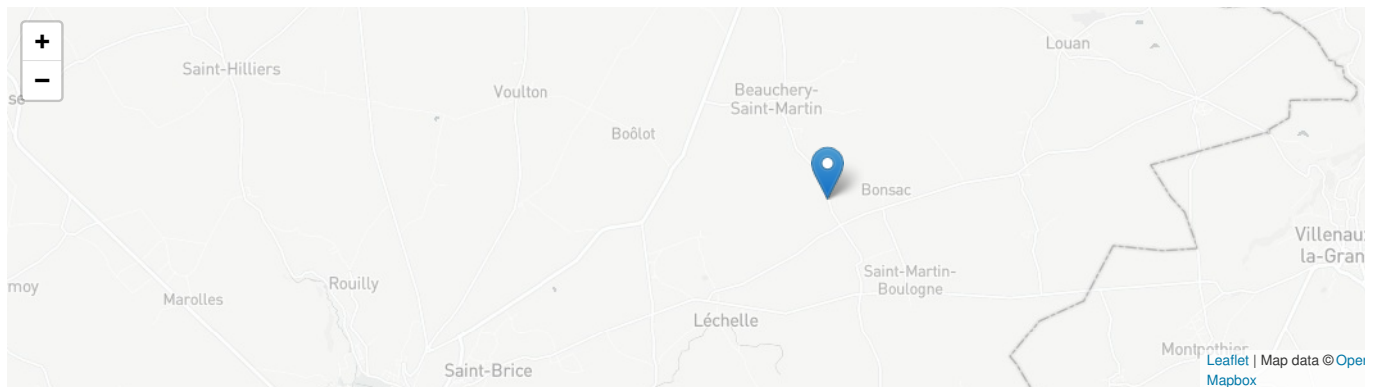 +
−
Louan
Saint-Hilliers
se
Voulton
Beauchery-
Saint-Martin
Boôlot
Bonsac
Villenau
la-Gran
Saint-Martin-
Boulogne
Rouilly
moy
Marolles
Léchelle
Montpothier
Saint-Brice
Leaflet | Map data © Oper
Mapbox